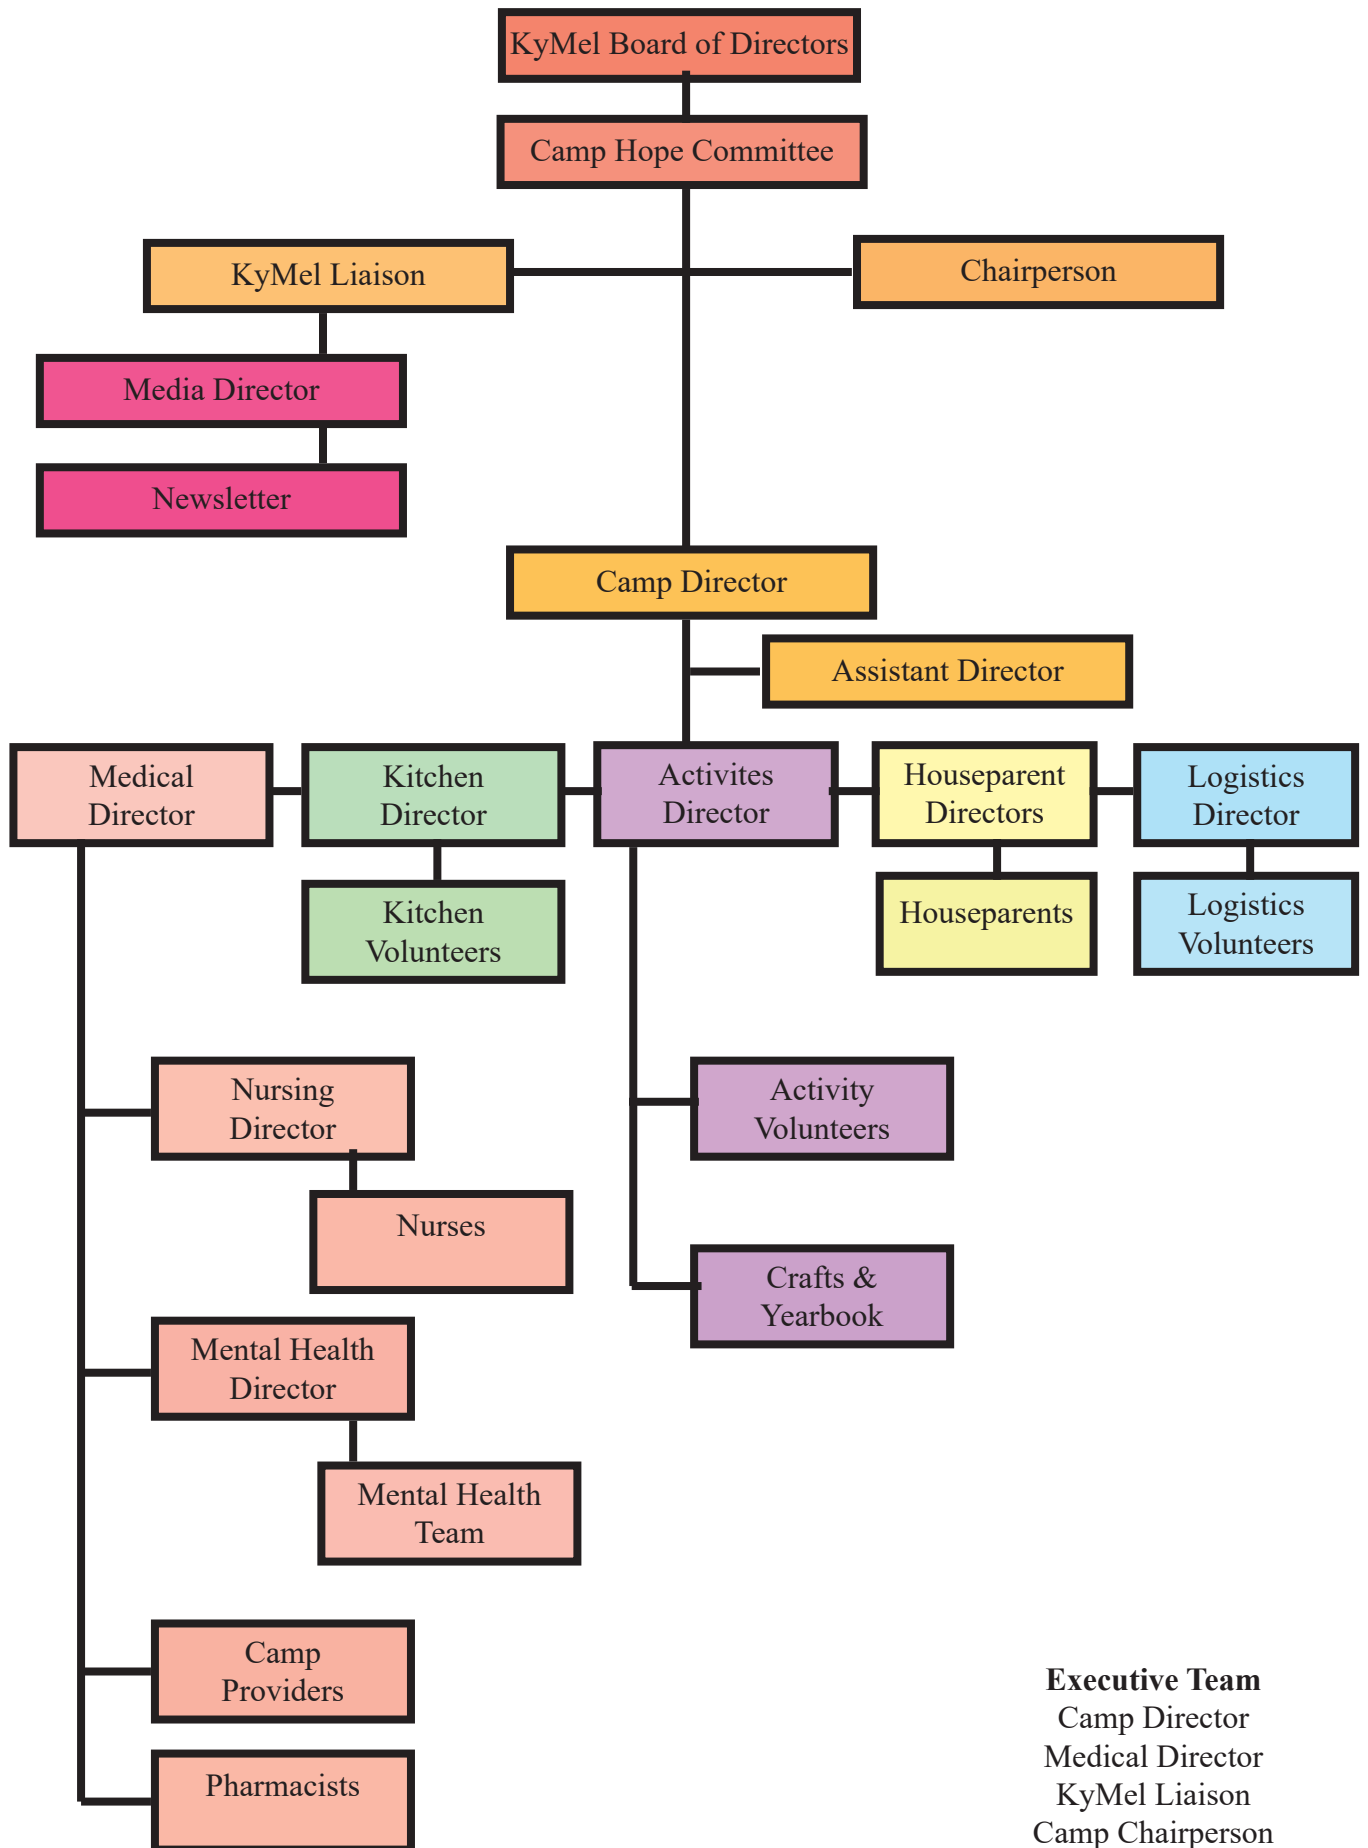 KyMel Board of Directors
Camp Hope Committee
KyMel Liaison
Chairperson
Media Director
Newsletter
Camp Director
Assistant Director
Medical
Director
Kitchen
Director
Activites
Director
Houseparent
Directors
Logistics
Director
Kitchen
Volunteers
Houseparents
Logistics
Volunteers
Nursing
Director
Nurses
Activity
Volunteers
Crafts &
Yearbook
Mental Health
Director
Mental Health
Team
Camp
Providers
Pharmacists
Executive Team
Camp Director
Medical Director
KyMel Liaison
Camp Chairperson